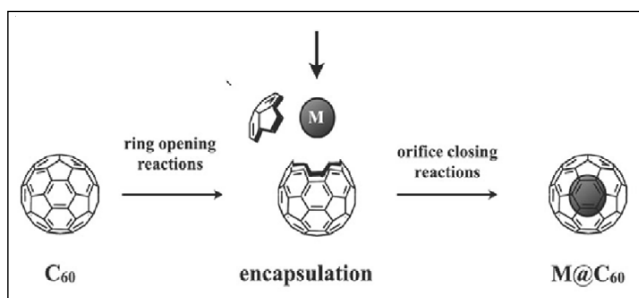 M
ring opening
reactions
orifice closing
reactions
C₆₀
encapsulation
M@C₆₀